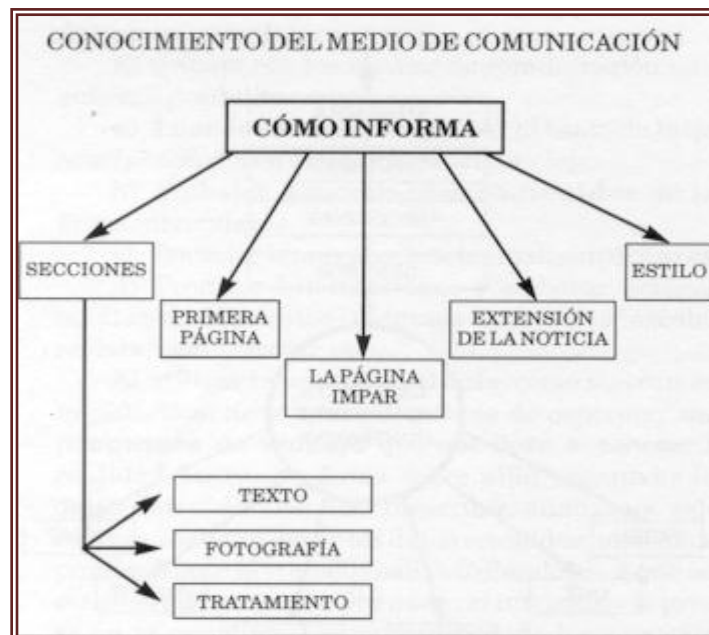 CONOCIMIENTO DEL MEDIO DE COMUNICACIÓN
CÓMO INFORMA
SECCIONES
PRIMERA
PÁGINA
LA PÁGINA
IMPAR
EXTENSIÓN
DE LA NOTICIA
ESTILO
TEXTO
FOTOGRAFÍA
TRATAMIENTO